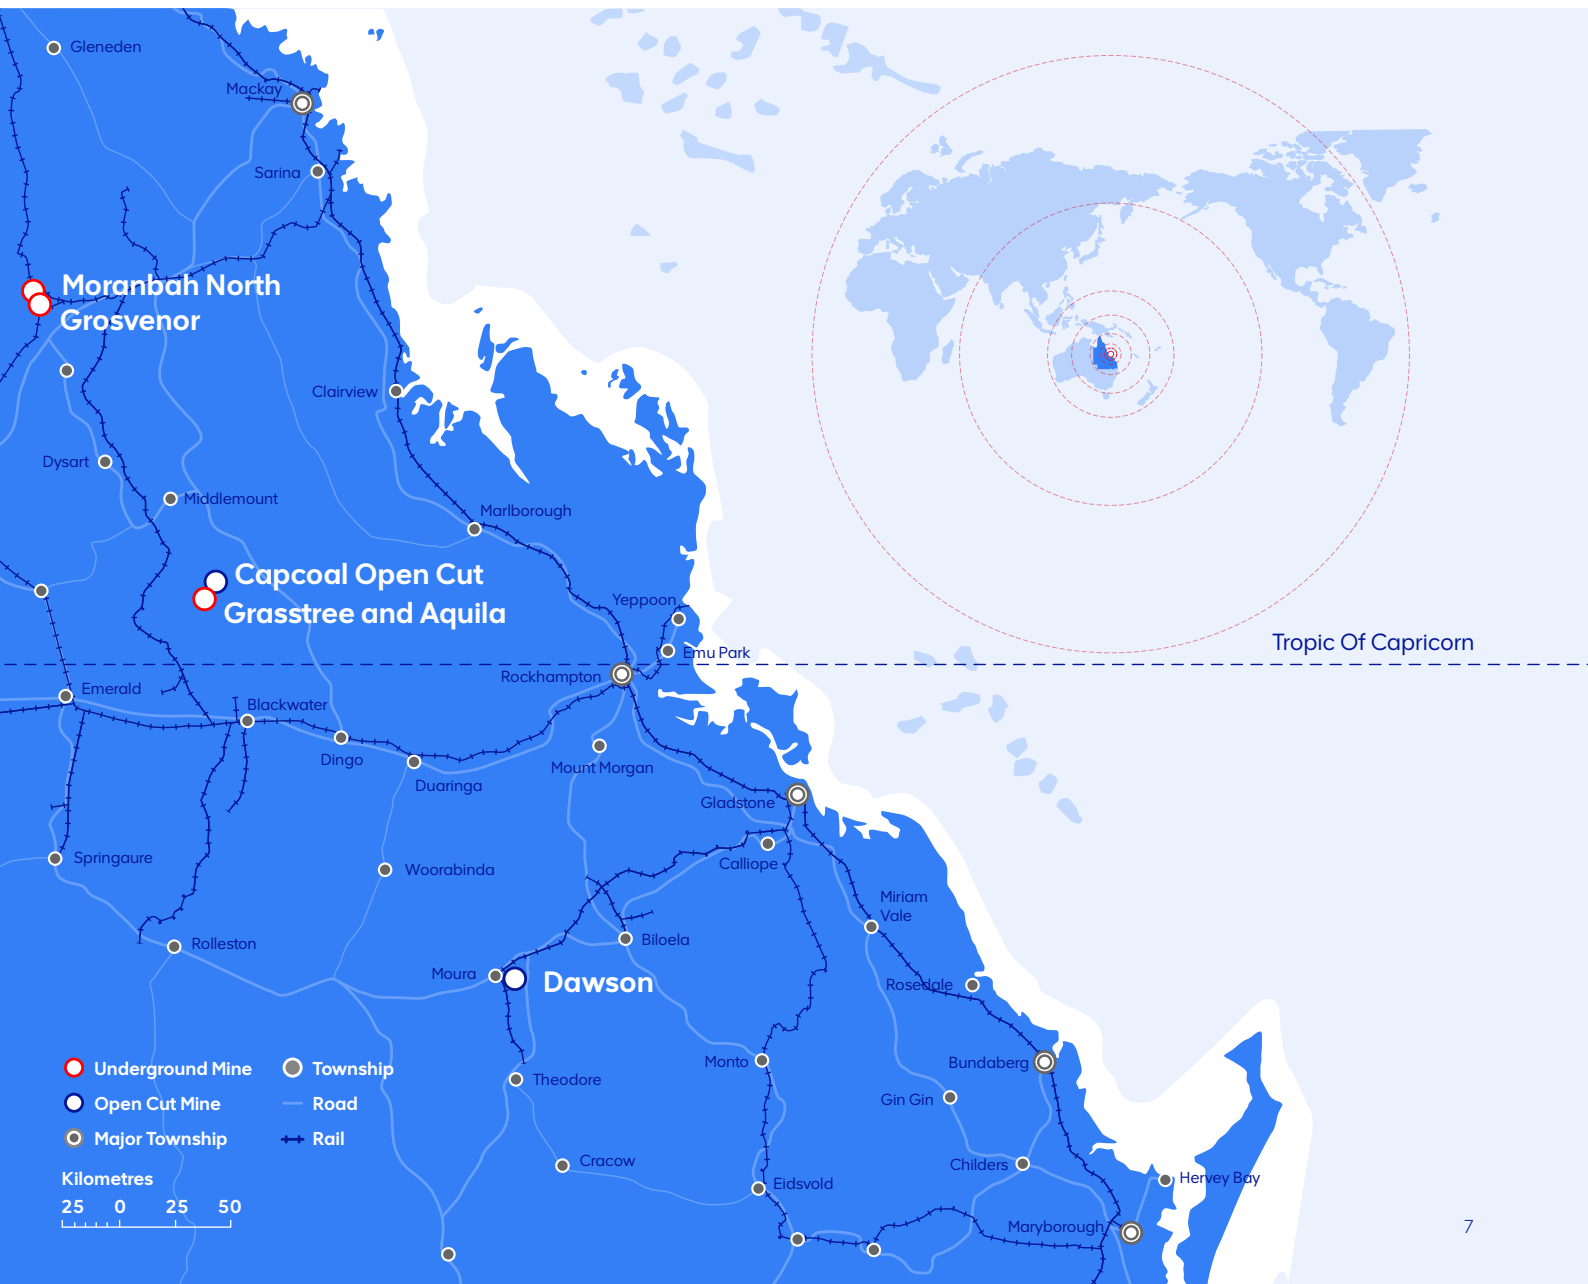 Gleneden
Mackay
Sarina
Moranbah North
Grosvenor
Clairview
Dysart
Middlemount
Marlborough
Capcoal Open Cut
Grasstree and Aquila
Yeppoon
Emu Park
Tropic Of Capricorn
Rockhampton
Emerald
Blackwater
Dingo
Duaringa
Mount Morgan
Gladstone
Calliope
Springaure
Woorabinda
Miriam
Vale
Rolleston
Biloela
Moura
Dawson
Rosedale
Bundaberg
Monto
Theodore
Gin Gin
Underground Mine
Township
Open Cut Mine
Road
Major Township
Rail
Cracow
Childers
Hervey Bay
Eidsvold
Maryborough
Kilometres
25 0 25 50
7